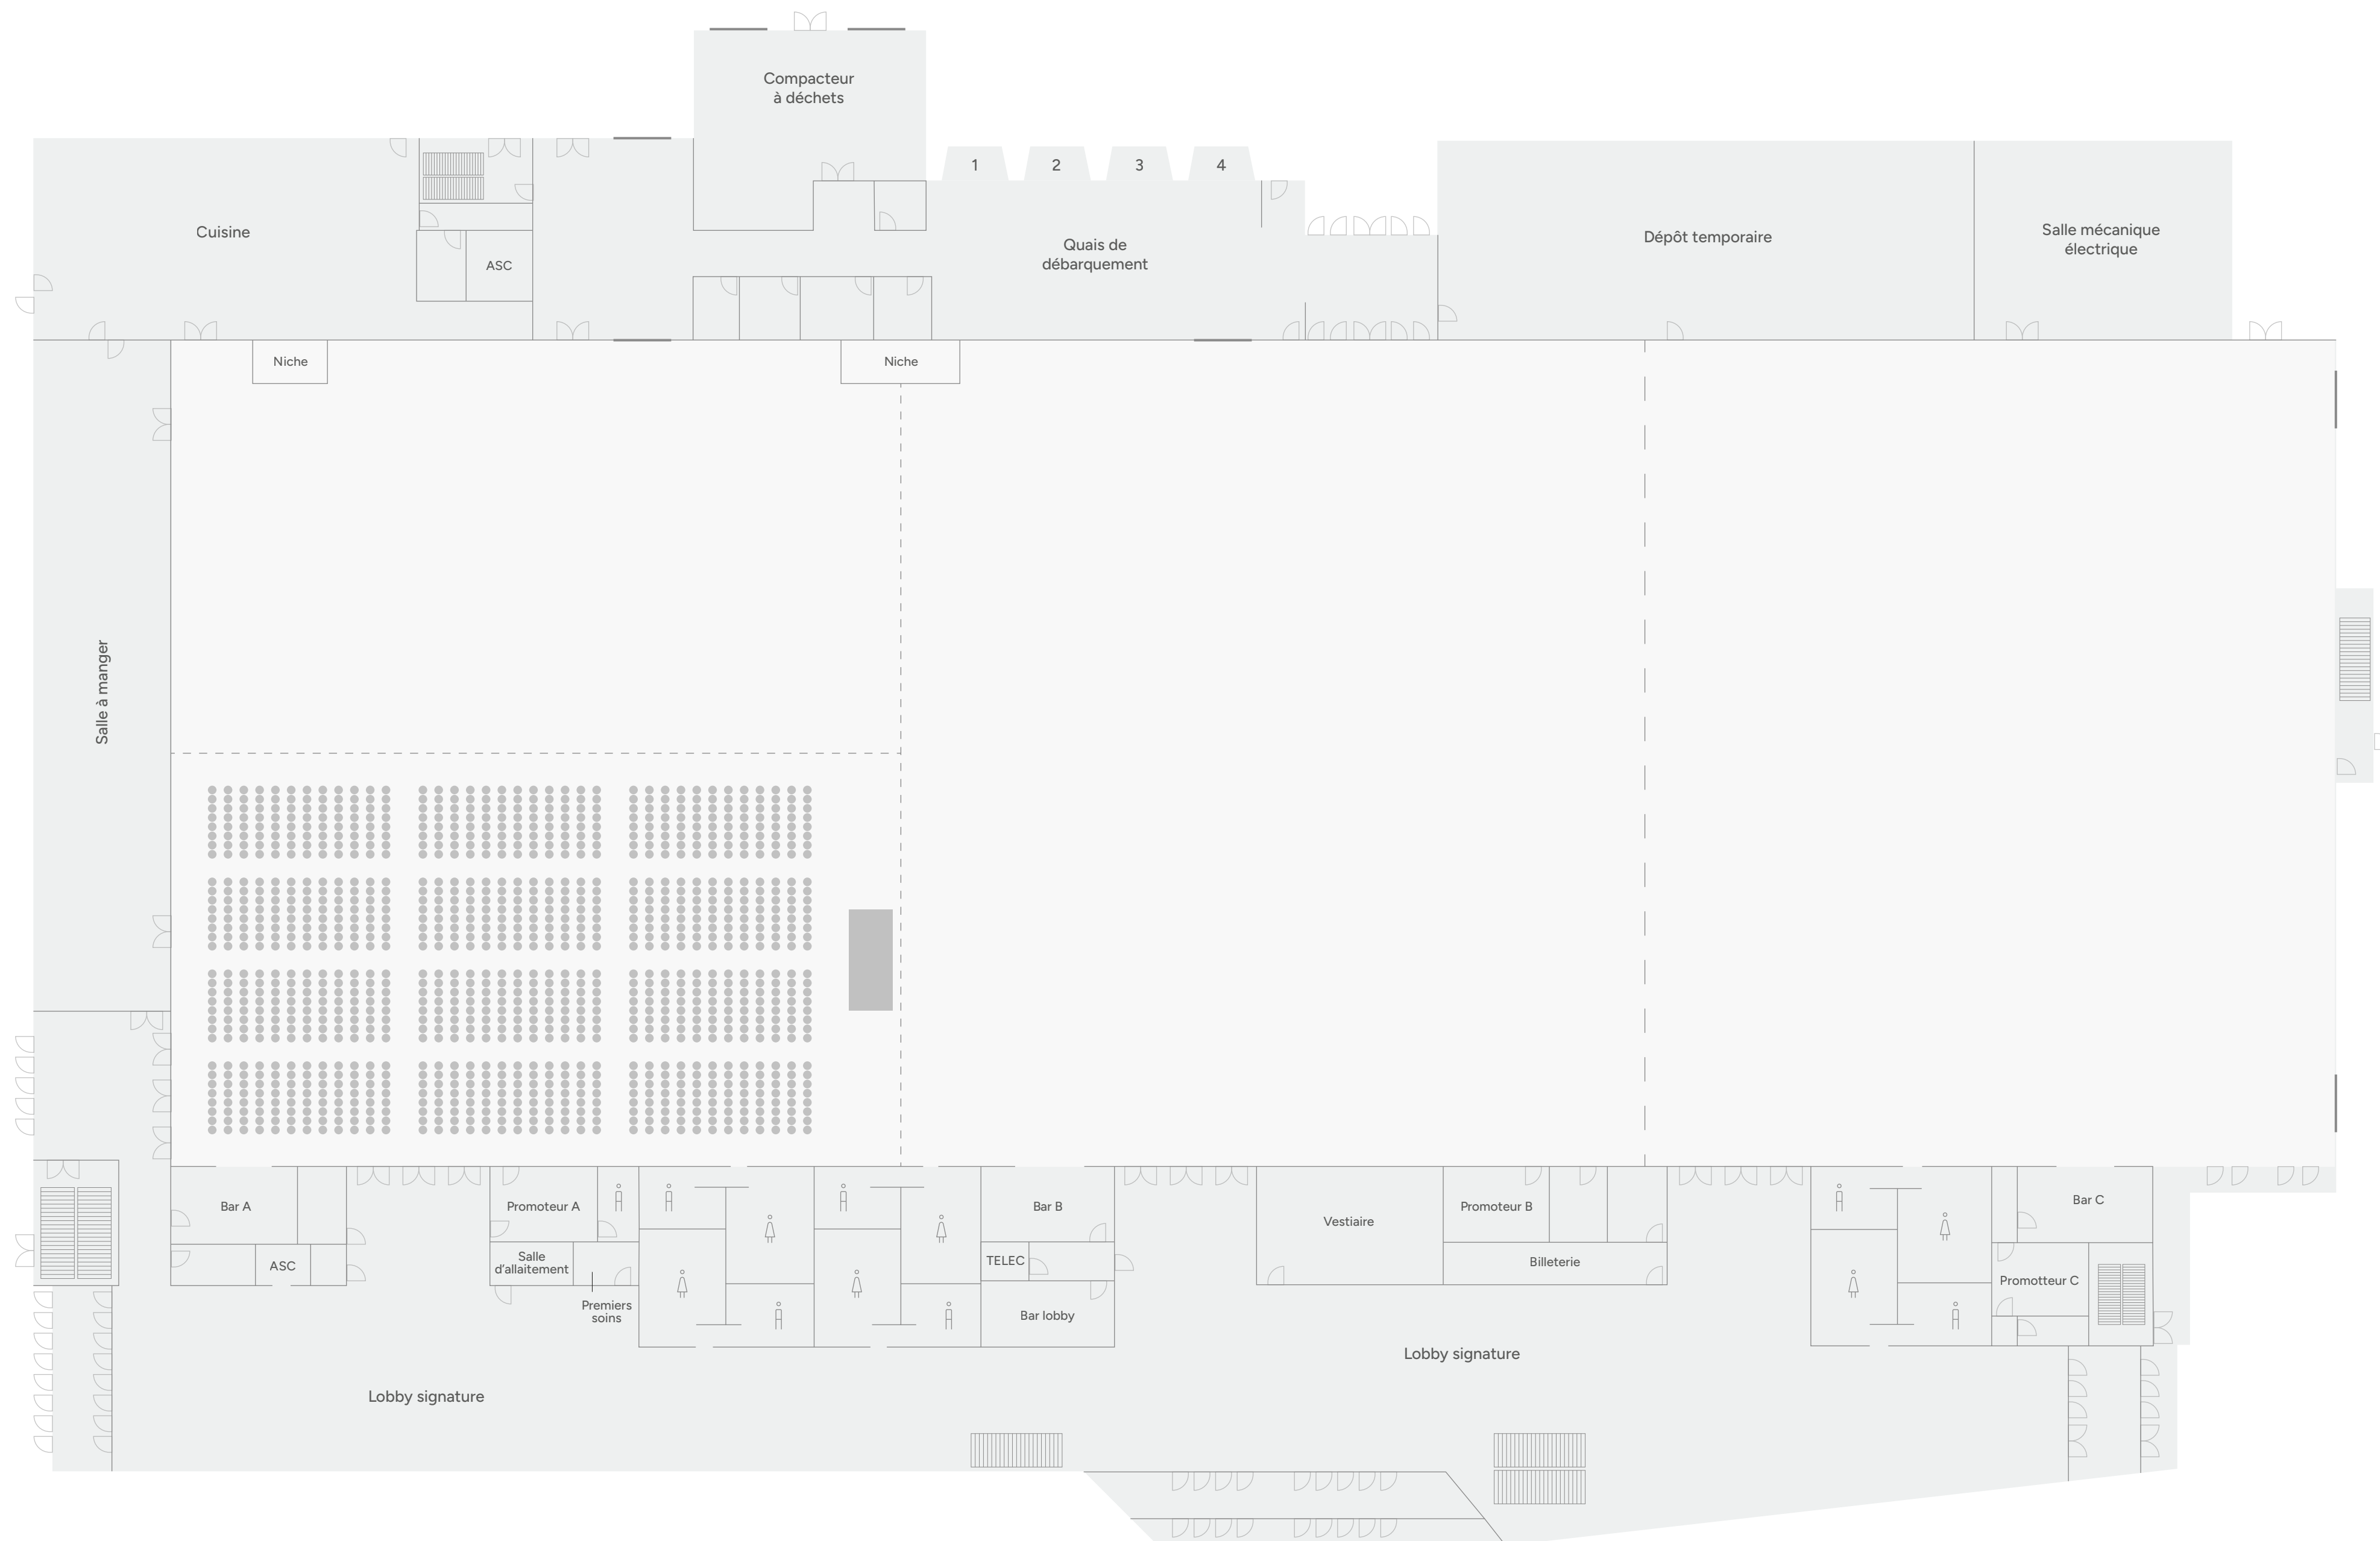 Compacteur
à déchets
1
2
3
4
Cuisine
ASC
Quais de
débarquement
Dépôt temporaire
Salle mécanique
électrique
Niche
Niche
Salle à manger
Bar A
ASC
Promoteur A
Salle
d'allaitement
Premiers
soins
Bar B
TELEC
Bar lobby
Vestiaire
Promoteur B
Billeterie
Bar C
Promotteur C
Lobby signature
Lobby signature